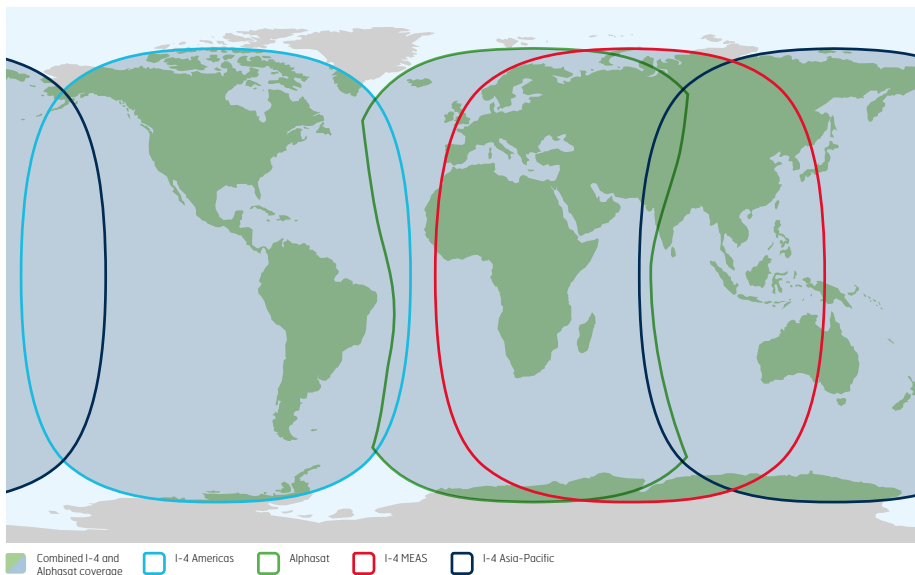 Combined I-4 and
Alphasat coverage
I-4 Americas
Alphasat
I-4 MEAS
I-4 Asia-Pacific